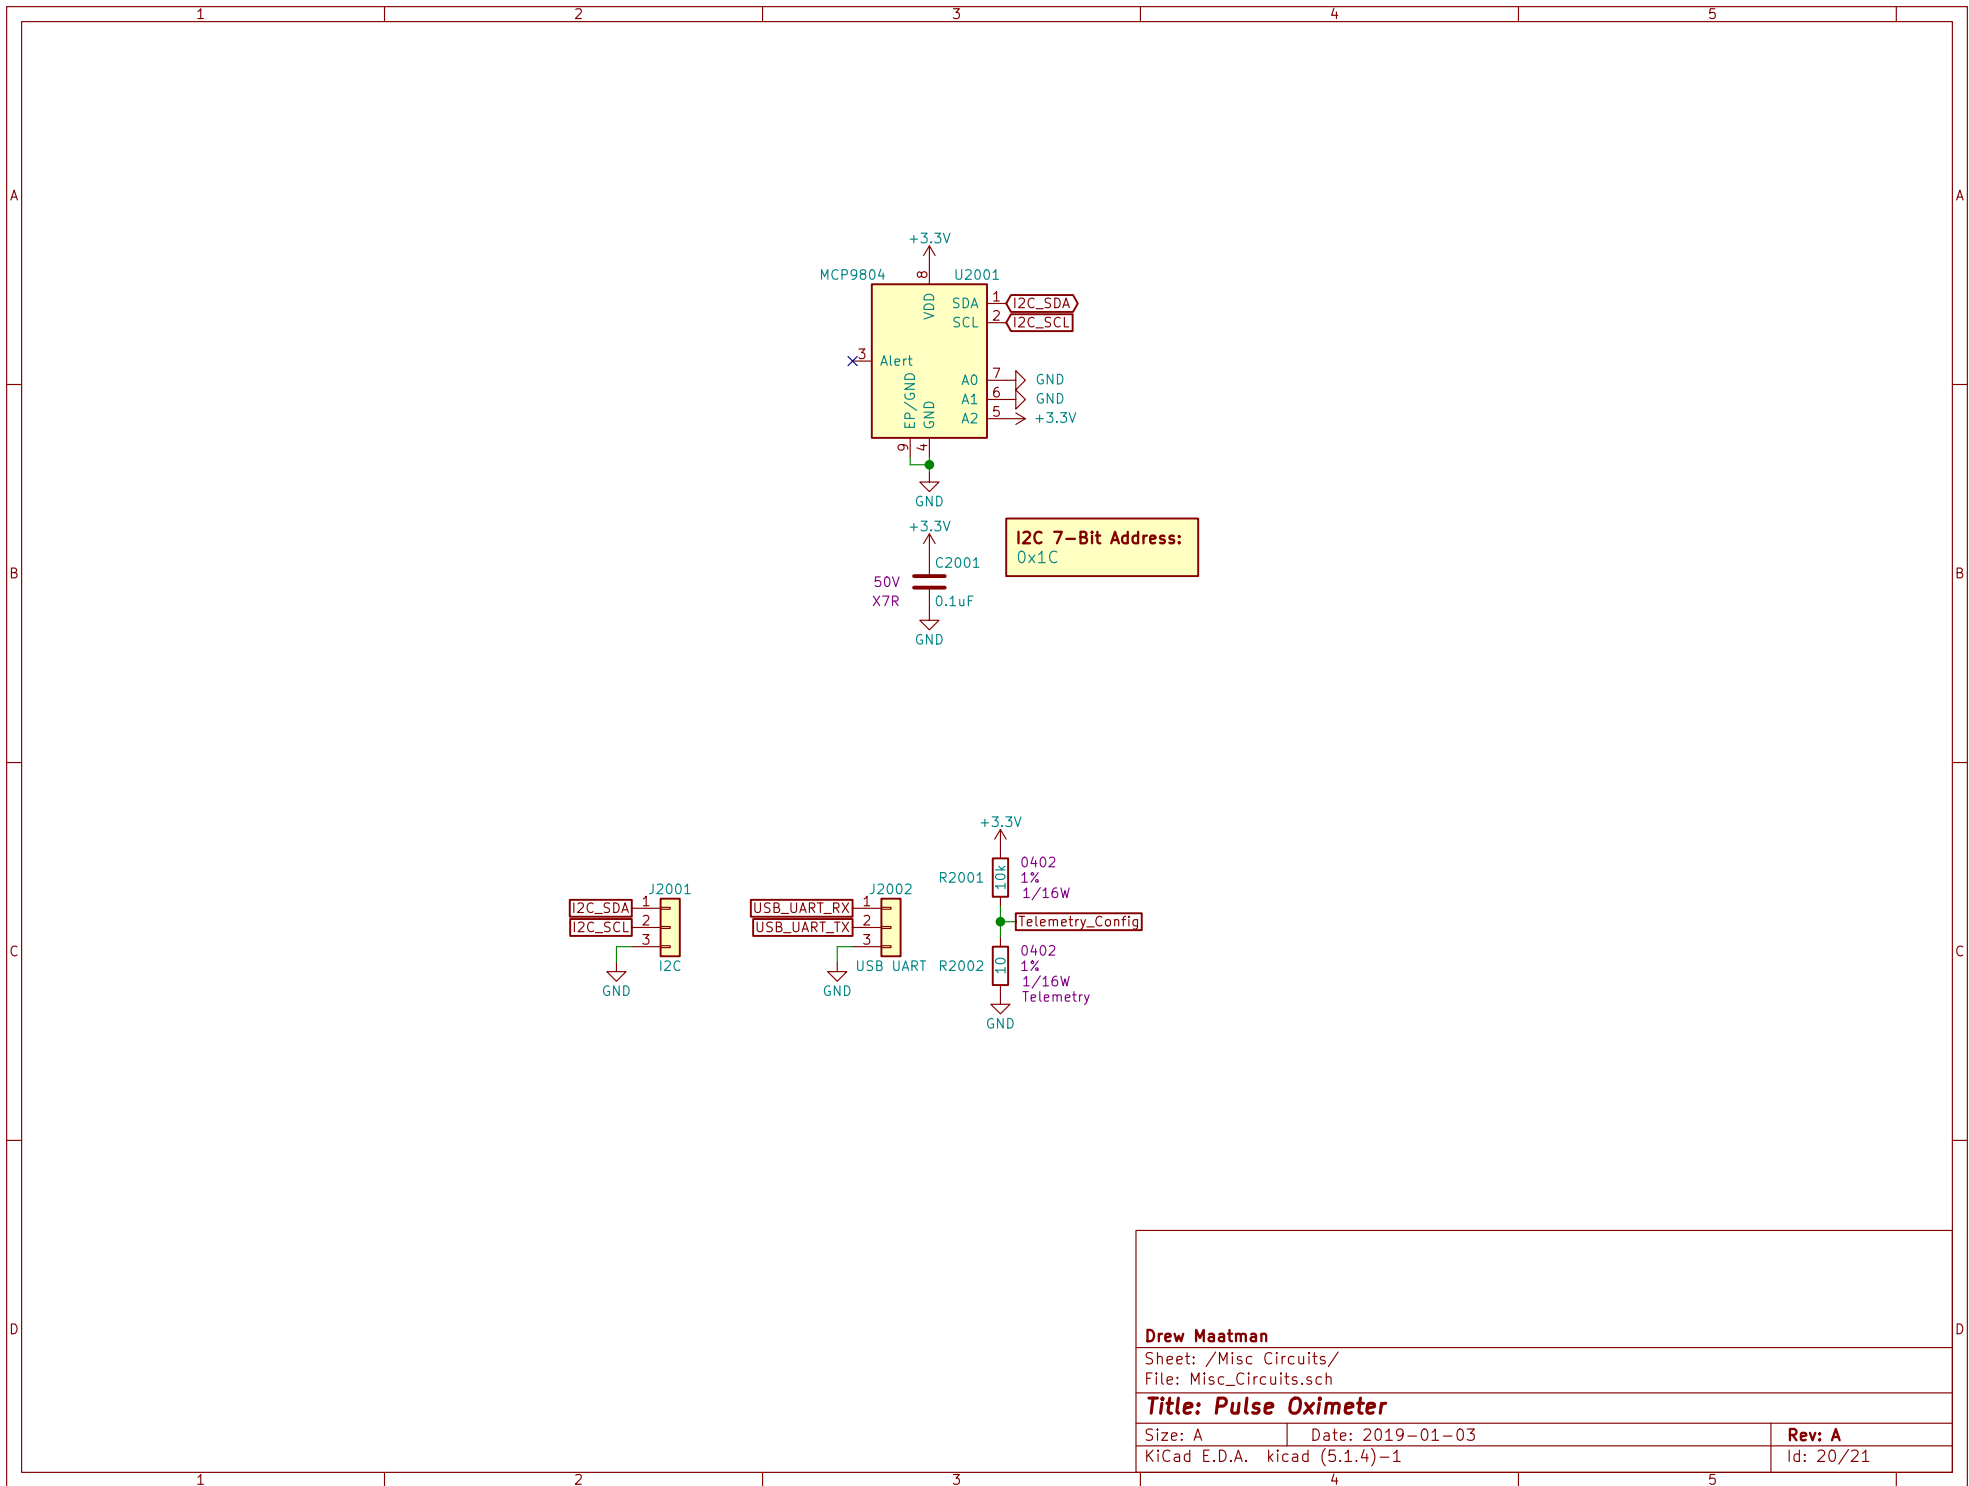 1 2 3 4 5
A A
+3.3V
MCP9804 8 U2001
VDD SDA 1 I2C_SDA
SCL 2 I2C_SCL
3 Alert
A0 7 GND
A1 6 GND
A2 5 +3.3V
EP/GND GND
9 4
GND
+3.3V
I2C 7-Bit Address:
0x1C
C2001
50V
X7R 0.1uF
GND
B B
+3.3V
0402
R2001 10k 1%
1/16W
J2001 J2002
I2C_SDA 1 USB_UART_RX 1
I2C_SCL 2 USB_UART_TX 2 Telemetry_Config
3 3
0402
I2C USB UART R2002 10 1%
1/16W
Telemetry
GND GND
GND
C C
D D
Drew Maatman
Sheet: /Misc Circuits/
File: Misc_Circuits.sch
Title: Pulse Oximeter
Size: A Date: 2019-01-03 Rev: A
KiCad E.D.A. kicad (5.1.4)-1 Id: 20/21
1 2 3 4 5